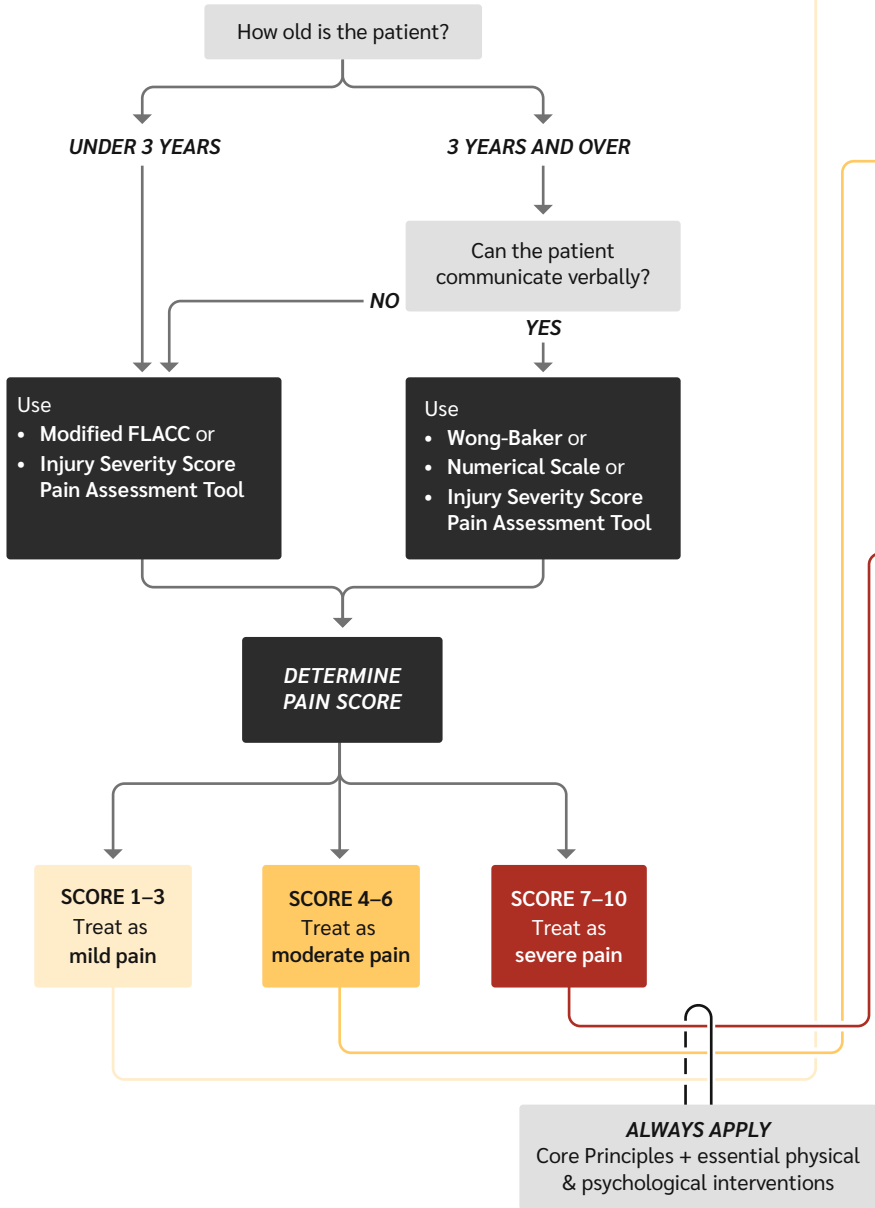 How old is the patient?
UNDER 3 YEARS
3 YEARS AND OVER
Can the patient
communicate verbally?
NO
YES
Use
• Modified FLACC or
• Injury Severity Score
Pain Assessment Tool
Use
• Wong-Baker or
• Numerical Scale or
• Injury Severity Score
Pain Assessment Tool
DETERMINE
PAIN SCORE
SCORE 1–3
Treat as
mild pain
SCORE 4–6
Treat as
moderate pain
SCORE 7–10
Treat as
severe pain
ALWAYS APPLY
Core Principles + essential physical
& psychological interventions